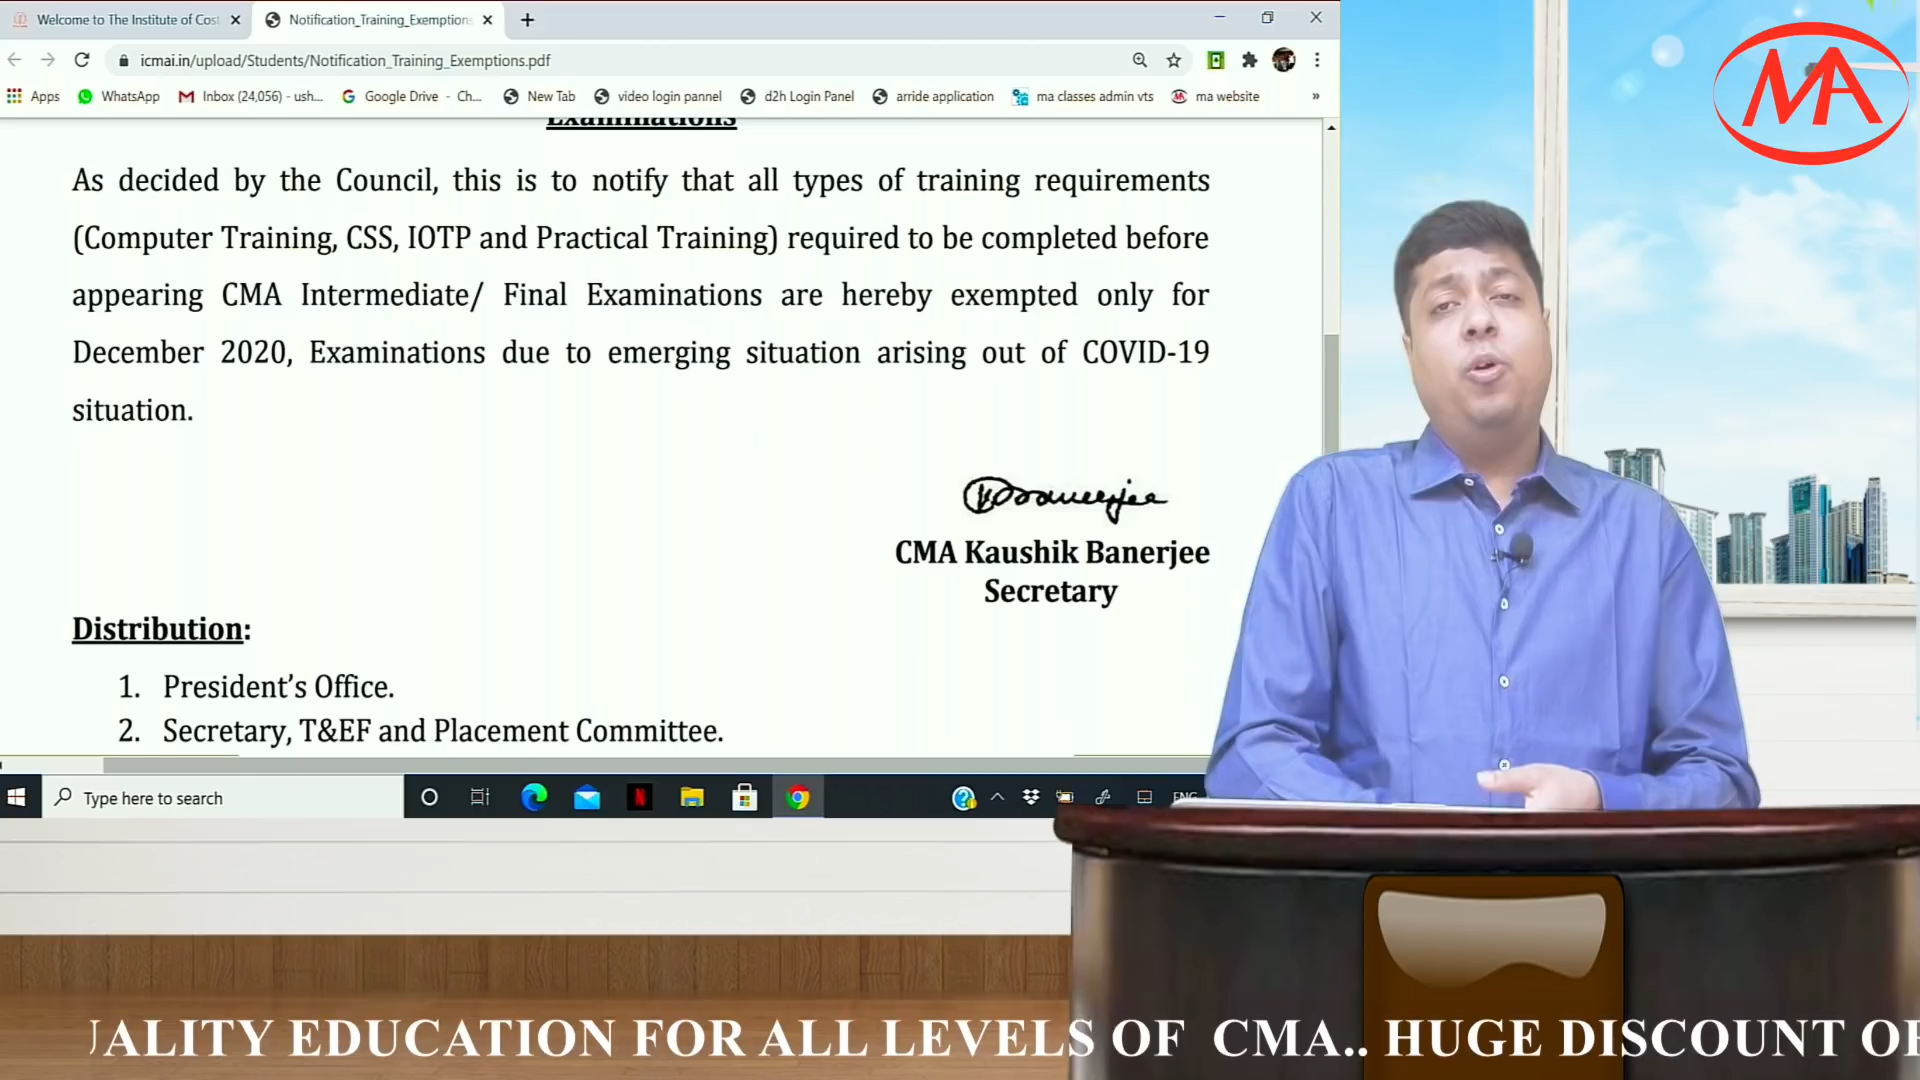 Welcome to The Institute of Cost
Notification_Training_Exemptions
icmai.in/upload/Students/Notification_Training_Exemptions.pdf
Apps
WhatsApp
Inbox (24,056) - ush...
Google Drive - Ch...
New Tab
video login pannel
d2h Login Panel
arride application
ma classes admin vts
ma website
»
MA
Examinations
As decided by the Council, this is to notify that all types of training requirements
(Computer Training, CSS, IOTP and Practical Training) required to be completed before
appearing CMA Intermediate/ Final Examinations are hereby exempted only for
December 2020, Examinations due to emerging situation arising out of COVID-19
situation.
CMA Kaushik Banerjee
Secretary
Distribution:
1. President's Office.
2. Secretary, T&EF and Placement Committee.
Type here to search
ENG
UALITY EDUCATION FOR ALL LEVELS OF CMA.. HUGE DISCOUNT OF